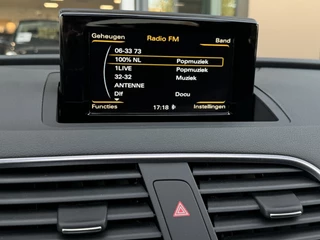 Geheugen Radio FM Band
06-33 73
100% NL Popmuziek
1LIVE Popmuziek
32-32 Muziek
ANTENNE
Dlf Docu
Functies 17:18 Instellingen